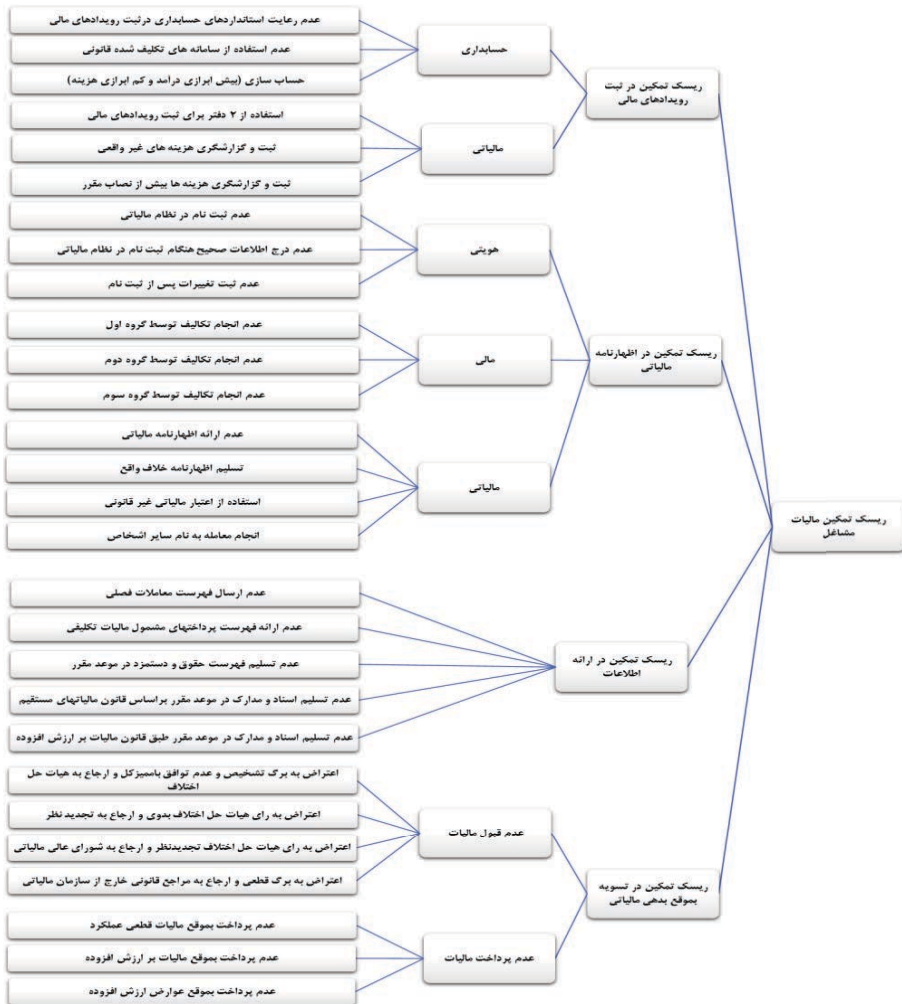 ریسک تمکین مالیات
مشاغل
ریسک تمکین در ثبت
رویدادهای مالی
حسابداری
عدم رعایت استانداردهای حسابداری درثبت رویدادهای مالی
عدم استفاده از سامانه های تکلیف شده قانونی
حساب سازی (بیش ابرازی درآمد و کم ابرازی هزینه)
مالیاتی
استفاده از ۲ دفتر برای ثبت رویدادهای مالی
ثبت و گزارشگری هزینه های غیر واقعی
ثبت و گزارشگری هزینه ها بیش از نصاب مقرر
ریسک تمکین در اظهارنامه
مالیاتی
هویتی
عدم ثبت نام در نظام مالیاتی
عدم درج اطلاعات صحیح هنگام ثبت نام در نظام مالیاتی
عدم ثبت تغییرات پس از ثبت نام
مالی
عدم انجام تکالیف توسط گروه اول
عدم انجام تکالیف توسط گروه دوم
عدم انجام تکالیف توسط گروه سوم
مالیاتی
عدم ارائه اظهارنامه مالیاتی
تسلیم اظهارنامه خلاف واقع
استفاده از اعتبار مالیاتی غیر قانونی
انجام معامله به نام سایر اشخاص
ریسک تمکین در ارائه
اطلاعات
عدم ارسال فهرست معاملات فصلی
عدم ارائه فهرست پرداختهای مشمول مالیات تکلیفی
عدم تسلیم فهرست حقوق و دستمزد در موعد مقرر
عدم تسلیم اسناد و مدارک در موعد مقرر براساس قانون مالیاتهای مستقیم
عدم تسلیم اسناد و مدارک در موعد مقرر طبق قانون مالیات بر ارزش افزوده
ریسک تمکین در تسویه
بموقع بدهی مالیاتی
عدم قبول مالیات
اعتراض به برگ تشخیص و عدم توافق باممیزکل و ارجاع به هیات حل
اختلاف
اعتراض به رای هیات حل اختلاف بدوی و ارجاع به تجدید نظر
اعتراض به رای هیات حل اختلاف تجدیدنظر و ارجاع به شورای عالی مالیاتی
اعتراض به برگ قطعی و ارجاع به مراجع قانونی خارج از سازمان مالیاتی
عدم پرداخت مالیات
عدم پرداخت بموقع مالیات قطعی عملکرد
عدم پرداخت بموقع مالیات بر ارزش افزوده
عدم پرداخت بموقع عوارض ارزش افزوده